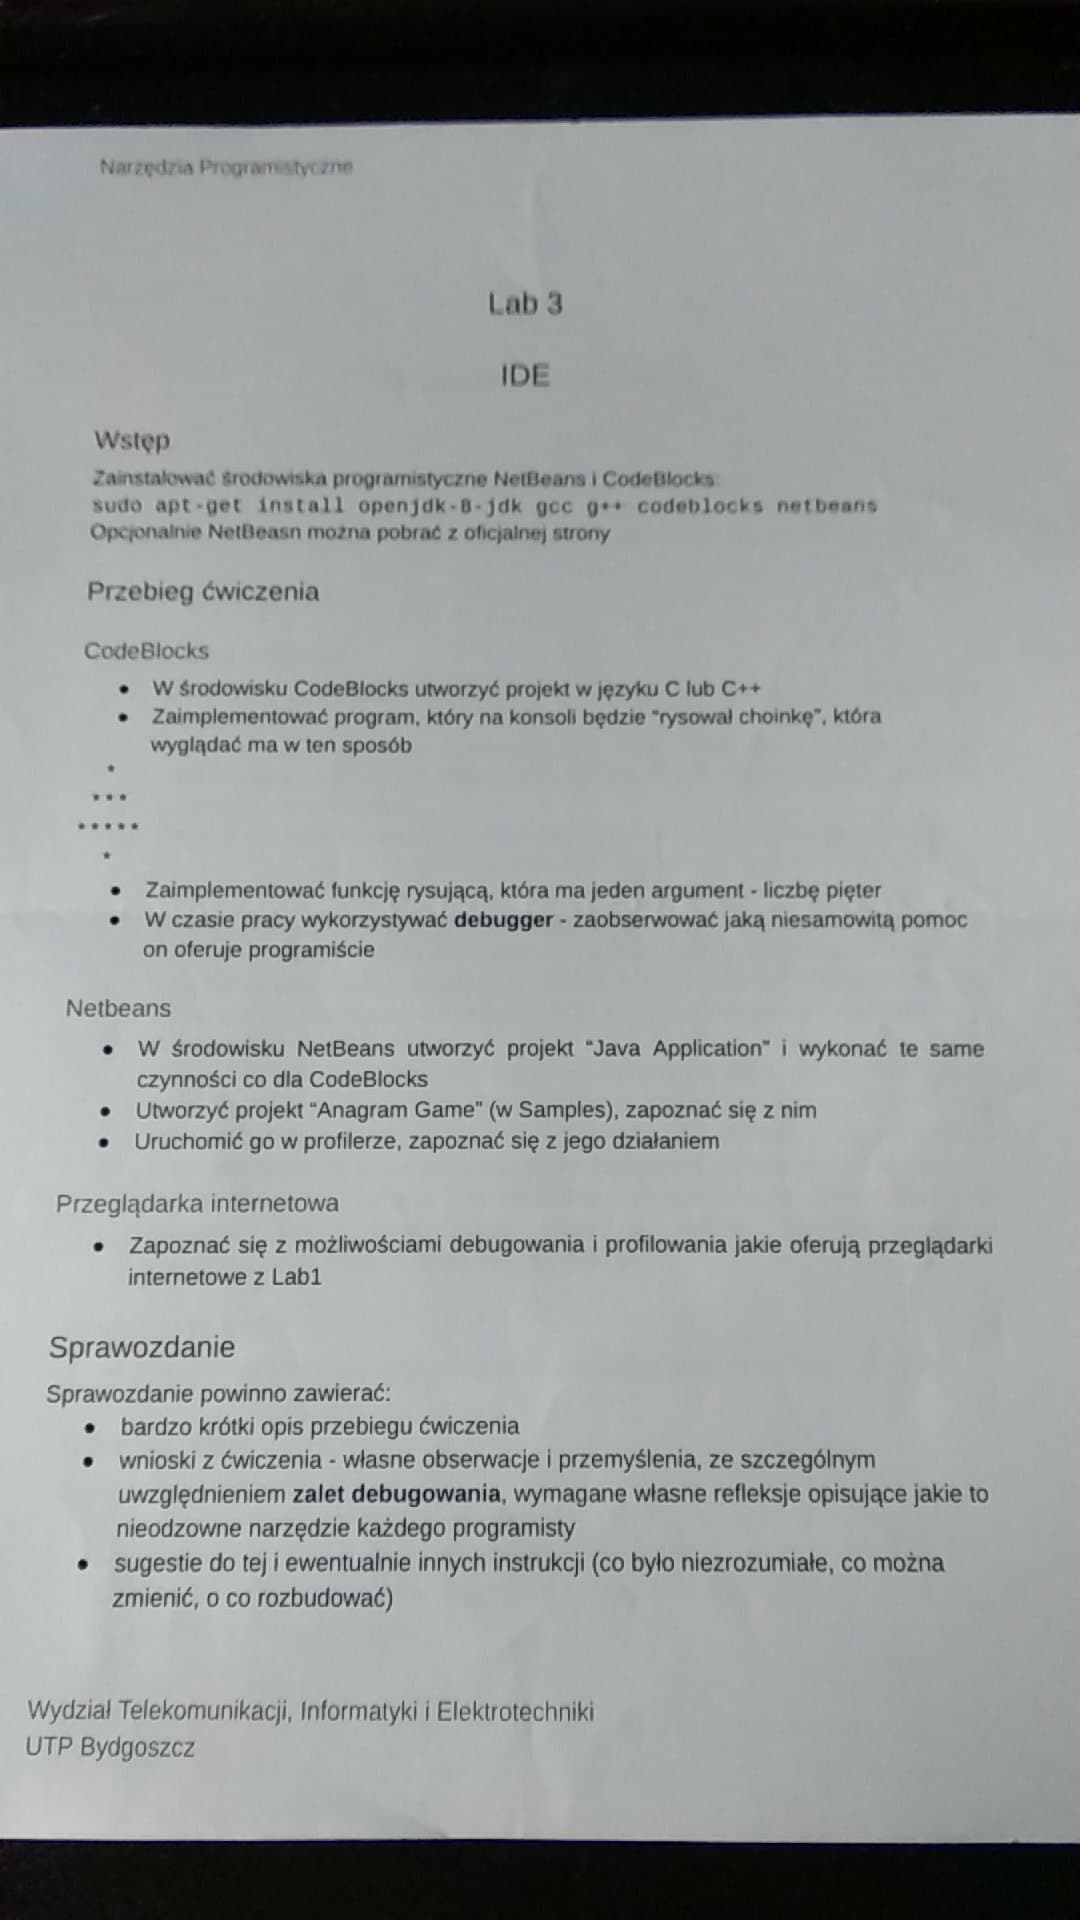 Narzędzia Programistyczne
Lab 3
IDE
Wstęp
Zainstalować środowiska programistyczne NetBeans i CodeBlocks:
sudo apt-get install openjdk-8-jdk gcc g++ codeblocks netbeans
Opcjonalnie NetBeasn można pobrać z oficjalnej strony
Przebieg ćwiczenia
CodeBlocks
• W środowisku CodeBlocks utworzyć projekt w języku C lub C++
• Zaimplementować program, który na konsoli będzie “rysował choinkę”, która
wyglądać ma w ten sposób
*
***
*****
*
• Zaimplementować funkcję rysującą, która ma jeden argument - liczbę pięter
• W czasie pracy wykorzystywać debugger - zaobserwować jaką niesamowitą pomoc
on oferuje programiście
Netbeans
• W środowisku NetBeans utworzyć projekt “Java Application” i wykonać te same
czynności co dla CodeBlocks
• Utworzyć projekt “Anagram Game” (w Samples), zapoznać się z nim
• Uruchomić go w profilerze, zapoznać się z jego działaniem
Przeglądarka internetowa
• Zapoznać się z możliwościami debugowania i profilowania jakie oferują przeglądarki
internetowe z Lab1
Sprawozdanie
Sprawozdanie powinno zawierać:
• bardzo krótki opis przebiegu ćwiczenia
• wnioski z ćwiczenia - własne obserwacje i przemyślenia, ze szczególnym
uwzględnieniem zalet debugowania, wymagane własne refleksje opisujące jakie to
nieodzowne narzędzie każdego programisty
• sugestie do tej i ewentualnie innych instrukcji (co było niezrozumiałe, co można
zmienić, o co rozbudować)
Wydział Telekomunikacji, Informatyki i Elektrotechniki
UTP Bydgoszcz